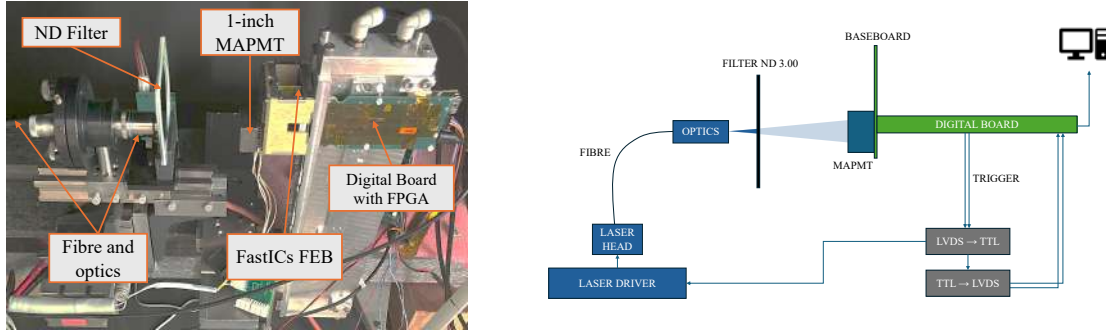 ND Filter
1-inch
MAPMT
Digital Board
with FPGA
Fibre and
optics
FastICs FEB
BASEBOARD
FILTER ND 3.00
OPTICS
DIGITAL BOARD
MAPMT
FIBRE
TRIGGER
LASER
HEAD
LVDS → TTL
LASER DRIVER
TTL → LVDS